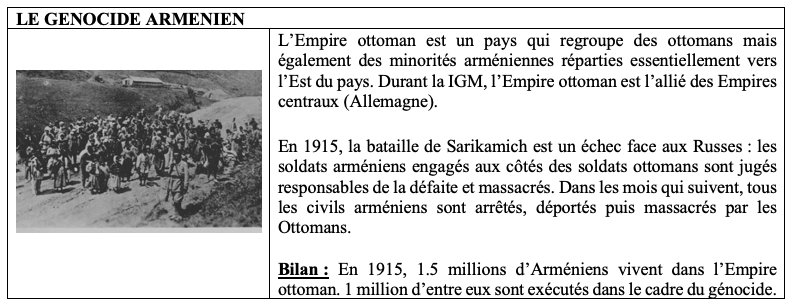 LE GENOCIDE ARMENIEN
L’Empire ottoman est un pays qui regroupe des ottomans mais
également des minorités arméniennes réparties essentiellement vers
l’Est du pays. Durant la IGM, l’Empire ottoman est l’allié des Empires
centraux (Allemagne).
En 1915, la bataille de Sarikamich est un échec face aux Russes : les
soldats arméniens engagés aux côtés des soldats ottomans sont jugés
responsables de la défaite et massacrés. Dans les mois qui suivent, tous
les civils arméniens sont arrêtés, déportés puis massacrés par les
Ottomans.
Bilan : En 1915, 1.5 millions d’Arméniens vivent dans l’Empire
ottoman. 1 million d’entre eux sont exécutés dans le cadre du génocide.